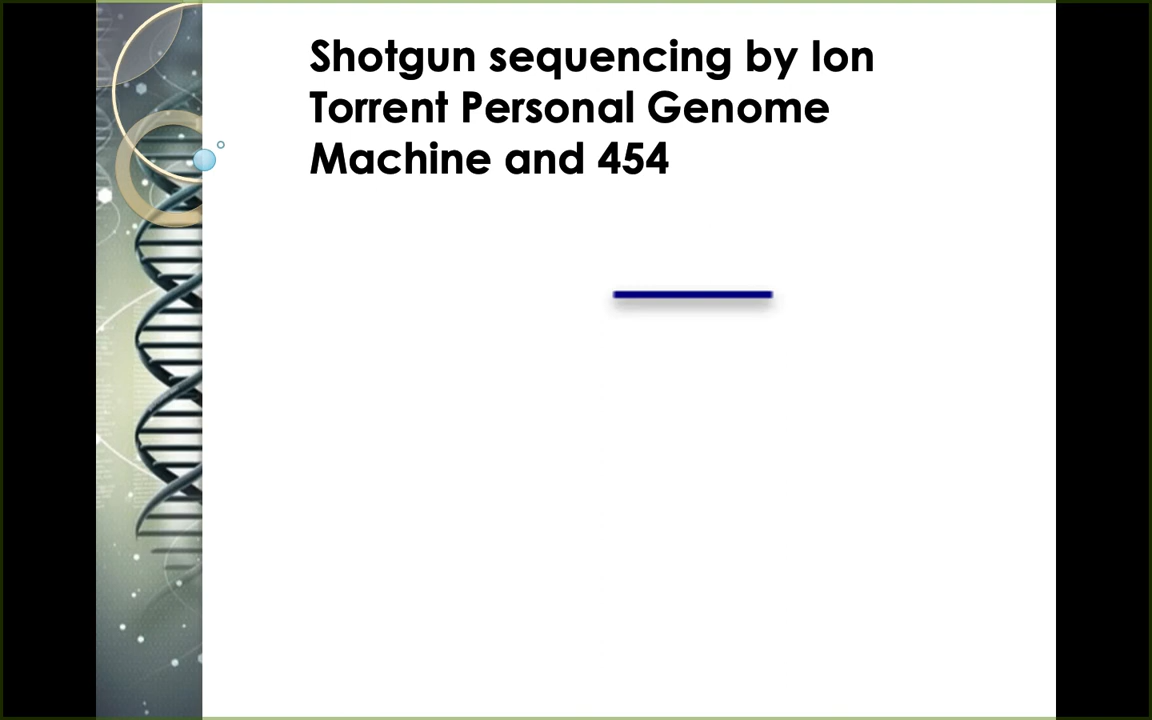 Shotgun sequencing by Ion
Torrent Personal Genome
Machine and 454